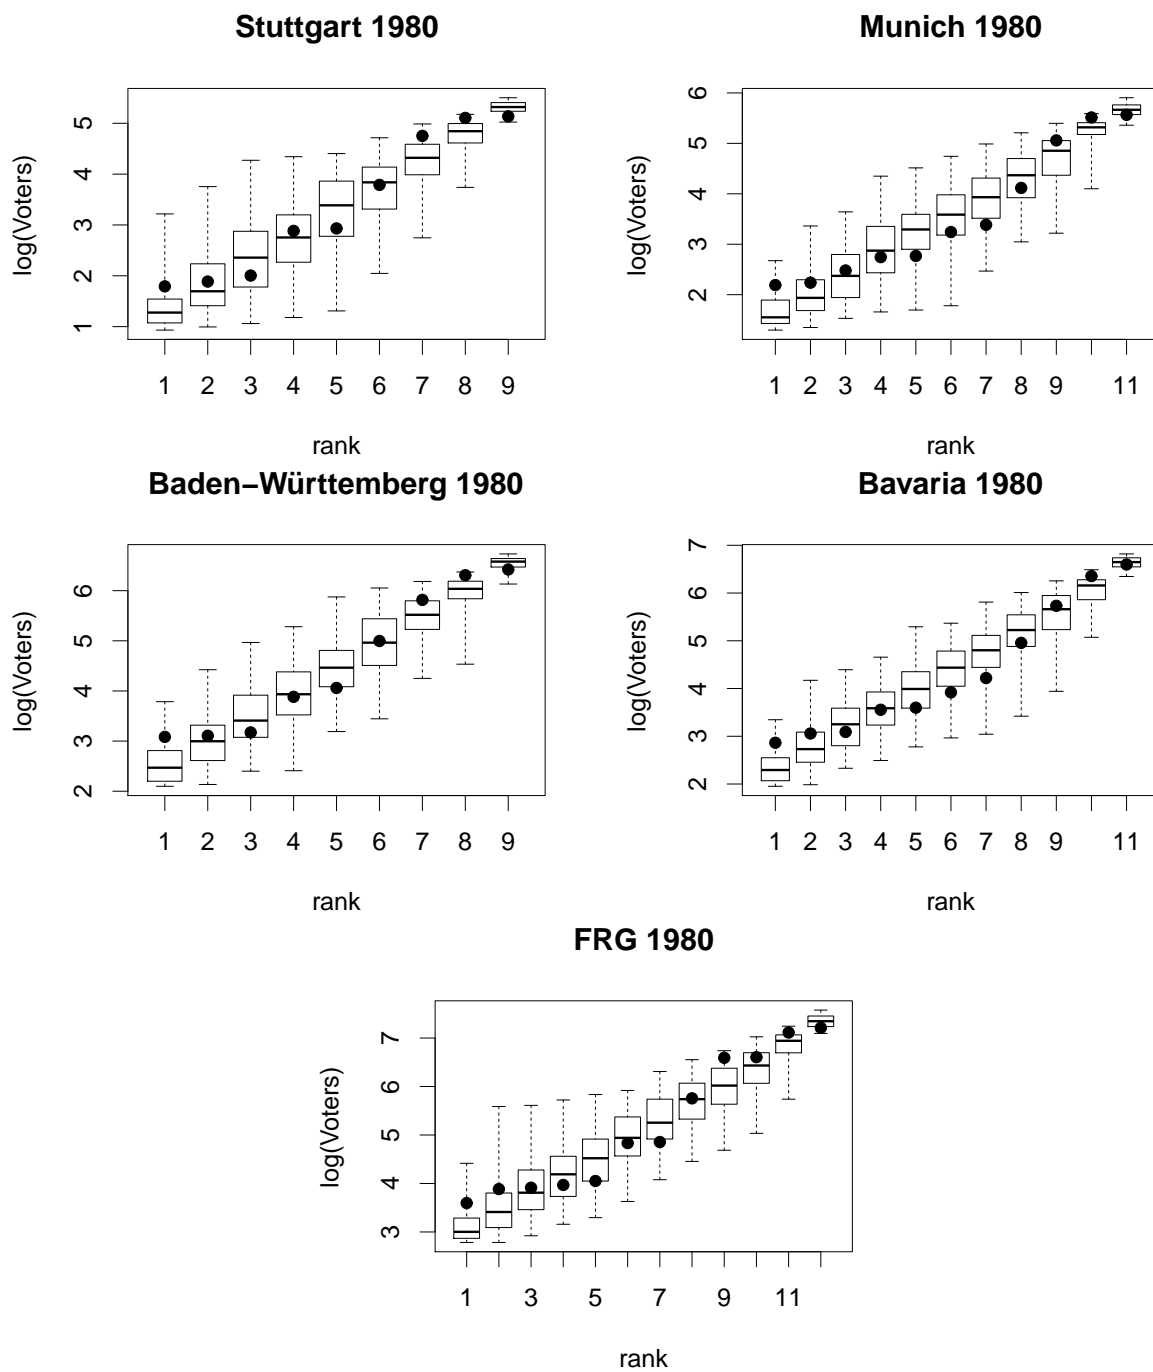 Stuttgart 1980
log(Voters)
5
4
3
2
1
1 2 3 4 5 6 7 8 9
rank
Munich 1980
log(Voters)
6
5
4
3
2
1 2 3 4 5 6 7 8 9 11
rank
Baden−Württemberg 1980
log(Voters)
6
5
4
3
2
1 2 3 4 5 6 7 8 9
rank
Bavaria 1980
log(Voters)
7
6
5
4
3
2
1 2 3 4 5 6 7 8 9 11
rank
FRG 1980
log(Voters)
7
6
5
4
3
1 3 5 7 9 11
rank